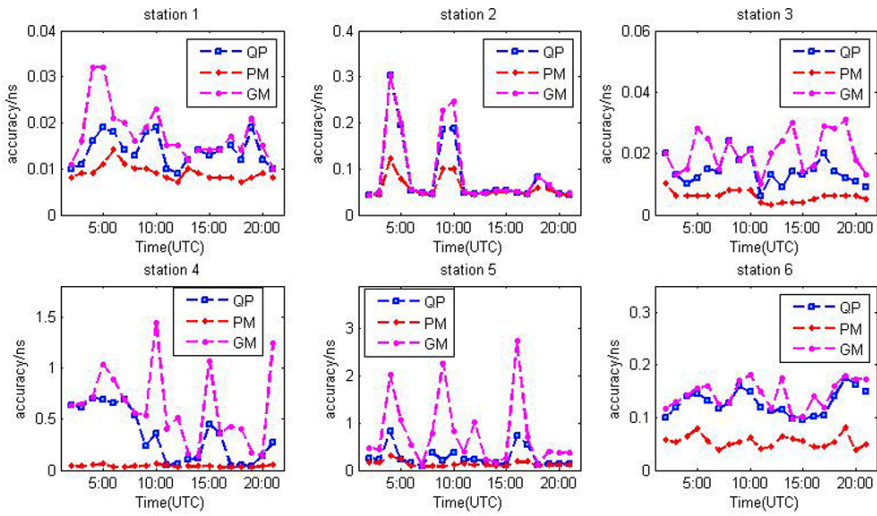 station 1
0.04
0.03
0.02
0.01
0
accuracy/ns
QP
PM
GM
5:00 10:00 15:00 20:00
Time(UTC)
station 2
0.4
0.3
0.2
0.1
0
accuracy/ns
QP
PM
GM
5:00 10:00 15:00 20:00
Time(UTC)
station 3
0.06
0.04
0.02
0
accuracy/ns
QP
PM
GM
5:00 10:00 15:00 20:00
Time(UTC)
station 4
1.5
1
0.5
0
accuracy/ns
QP
PM
GM
5:00 10:00 15:00 20:00
Time(UTC)
station 5
3
2
1
0
accuracy/ns
QP
PM
GM
5:00 10:00 15:00 20:00
Time(UTC)
station 6
0.3
0.2
0.1
0
accuracy/ns
QP
PM
GM
5:00 10:00 15:00 20:00
Time(UTC)